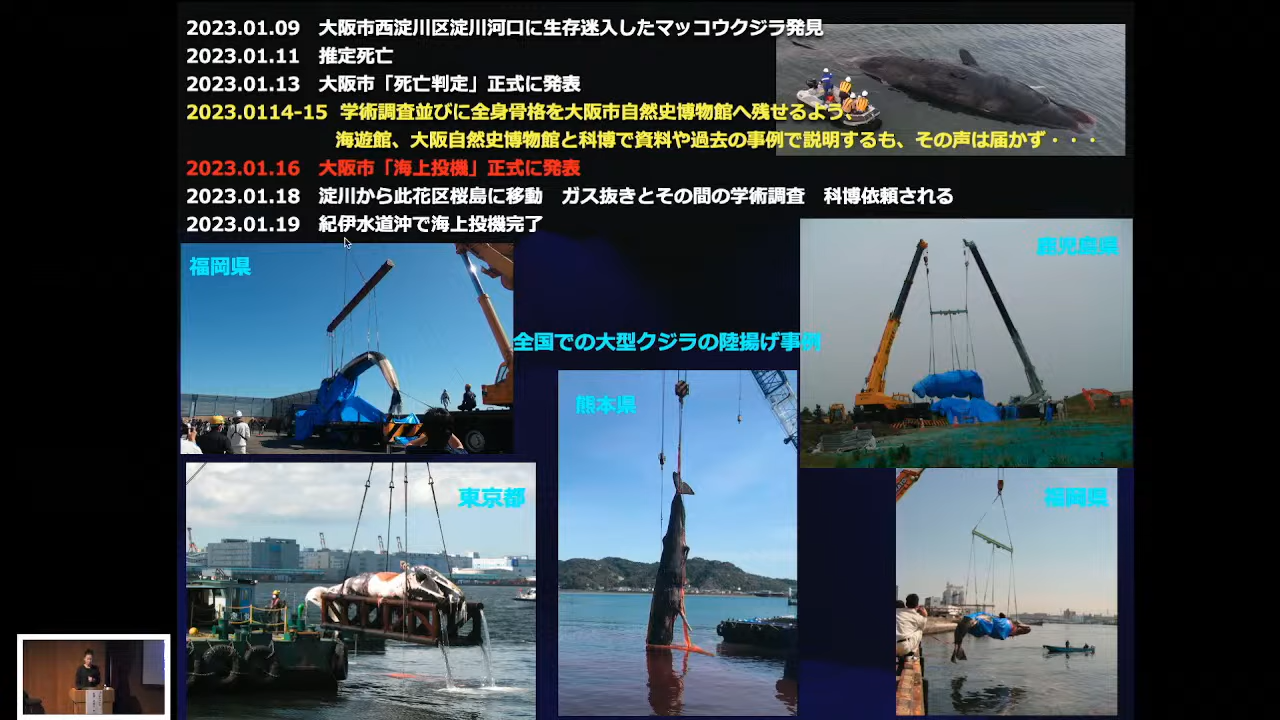 2023.01.09 大阪市西淀川区淀川河口に生存迷入したマッコウクジラ発見
2023.01.11 推定死亡
2023.01.13 大阪市「死亡判定」正式に発表
2023.0114-15 学術調査並びに全身骨格を大阪市自然史博物館へ残せるよう、
海遊館、大阪自然史博物館と科博で資料や過去の事例で説明するも、その声は届かず・・・
2023.01.16 大阪市「海上投機」正式に発表
2023.01.18 淀川から此花区桜島に移動 ガス抜きとその間の学術調査 科博依頼される
2023.01.19 紀伊水道沖で海上投機完了
福岡県
鹿児島県
全国での大型クジラの陸揚げ事例
熊本県
東京都
福岡県